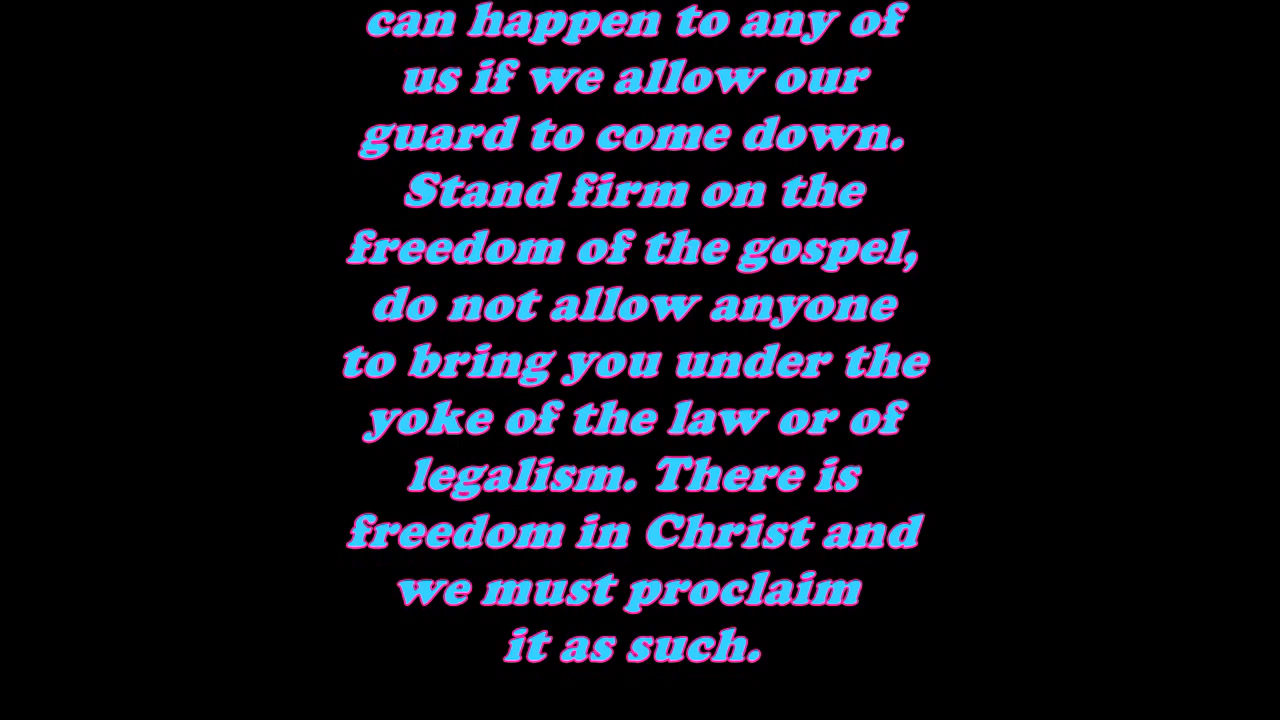 can happen to any of
us if we allow our
guard to come down.
Stand firm on the
freedom of the gospel,
do not allow anyone
to bring you under the
yoke of the law or of
legalism. There is
freedom in Christ and
we must proclaim
it as such.